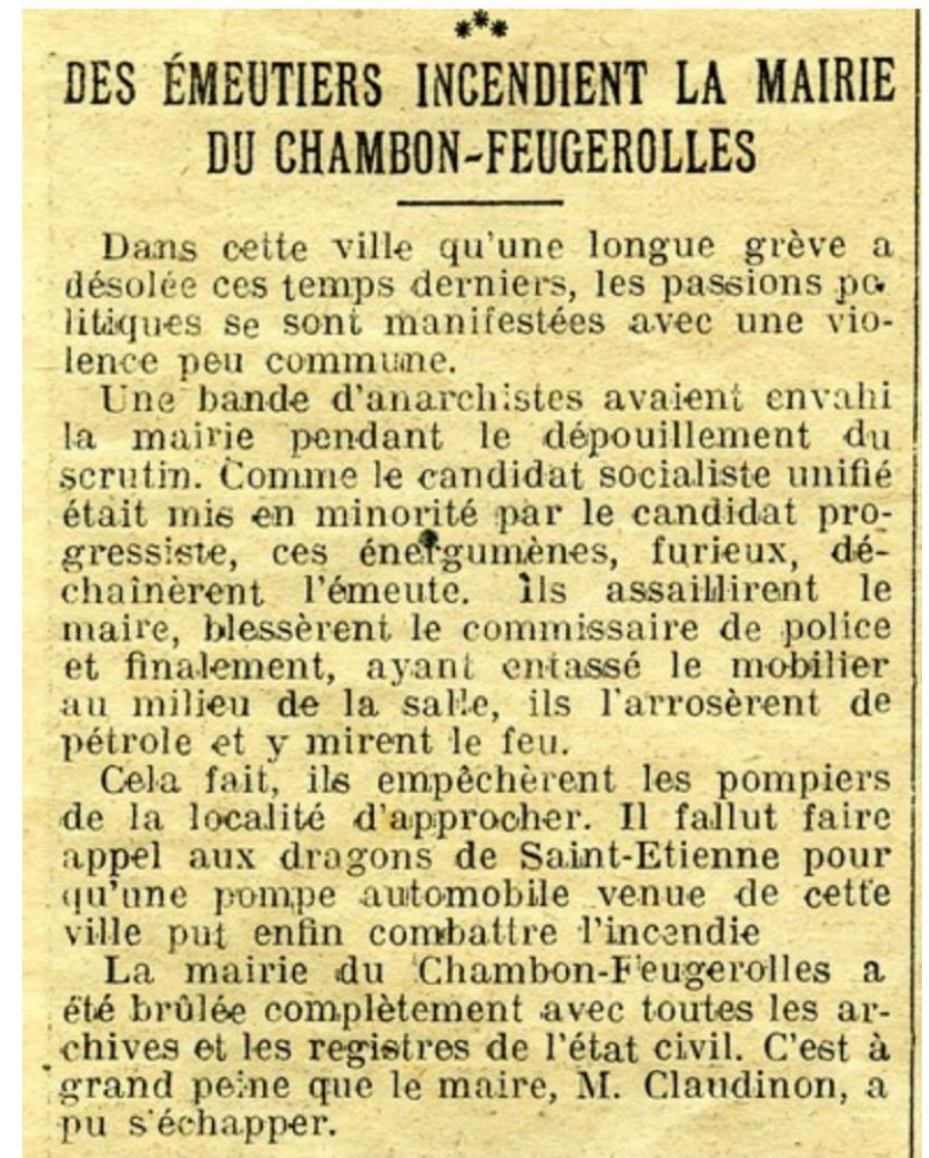 ***
DES ÉMEUTIERS INCENDIENT LA MAIRIE
DU CHAMBON-FEUGEROLLES
Dans cette ville qu'une longue grève a
désolée ces temps derniers, les passions po-
litiques se sont manifestées avec une vio-
lence peu commune.
Une bande d'anarchistes avaient envahi
la mairie pendant le dépouillement du
scrutin. Comme le candidat socialiste unifié
était mis en minorité par le candidat pro-
gressiste, ces énergumènes, furieux, dé-
chaînèrent l'émeute. Ils assaillirent le
maire, blessèrent le commissaire de police
et finalement, ayant entassé le mobilier
au milieu de la salle, ils l'arrosèrent de
pétrole et y mirent le feu.
Cela fait, ils empêchèrent les pompiers
de la localité d'approcher. Il fallut faire
appel aux dragons de Saint-Etienne pour
qu'une pompe automobile venue de cette
ville put enfin combattre l'incendie
La mairie du Chambon-Feugerolles a
été brûlée complètement avec toutes les ar-
chives et les registres de l'état civil. C'est à
grand peine que le maire, M. Claudinon, a
pu s'échapper.